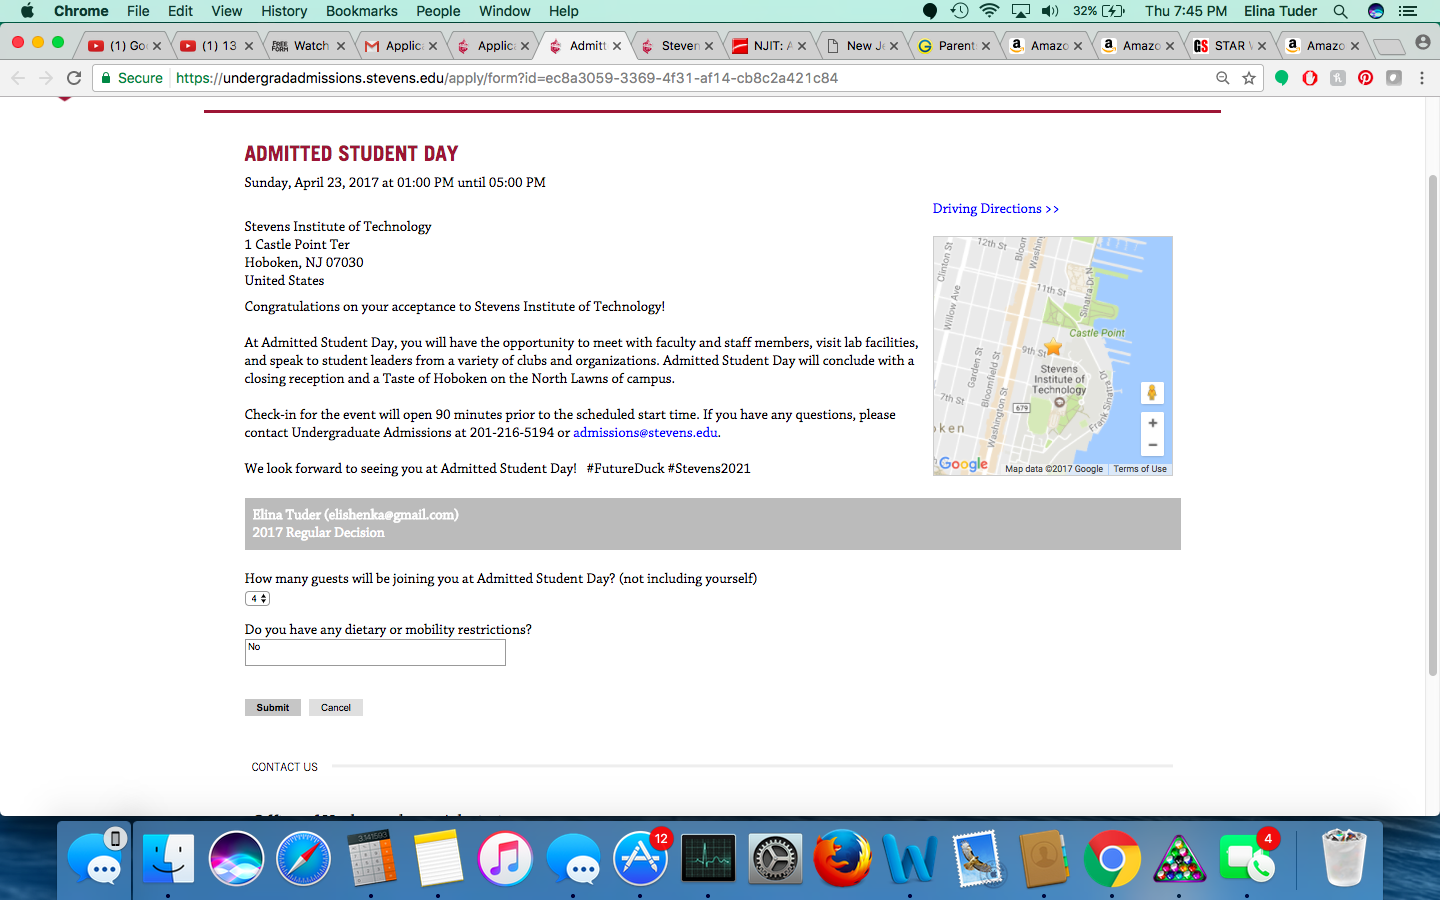 Chrome File Edit View History Bookmarks People Window Help 32% Thu 7:45 PM Elina Tuder
(1) Go (1) 13 Watch Applica Applica Admitt Steven NJIT: A New Je Parent Amazo Amazo STAR Amazo
Secure https://undergradadmissions.stevens.edu/apply/form?id=ec8a3059-3369-4f31-af14-cb8c2a421c84
ADMITTED STUDENT DAY
Sunday, April 23, 2017 at 01:00 PM until 05:00 PM
Driving Directions >>
Stevens Institute of Technology
1 Castle Point Ter
Hoboken, NJ 07030
United States
Congratulations on your acceptance to Stevens Institute of Technology!
At Admitted Student Day, you will have the opportunity to meet with faculty and staff members, visit lab facilities,
and speak to student leaders from a variety of clubs and organizations. Admitted Student Day will conclude with a
closing reception and a Taste of Hoboken on the North Lawns of campus.
Check-in for the event will open 90 minutes prior to the scheduled start time. If you have any questions, please
contact Undergraduate Admissions at 201-216-5194 or admissions@stevens.edu.
We look forward to seeing you at Admitted Student Day! #FutureDuck #Stevens2021
12th St
Clinton St
Bloom
Washing
Willow Ave
11th St
Sinatra Dr N
Castle Point
9th St
Garden St
Bloomfield St
Washington St
Stevens
Institute of
Technology
7th St
679
Frank Sinatra Dr
ken
+
−
Google Map data ©2017 Google Terms of Use
Elina Tuder (elishenka@gmail.com)
2017 Regular Decision
How many guests will be joining you at Admitted Student Day? (not including yourself)
4
Do you have any dietary or mobility restrictions?
No
Submit Cancel
CONTACT US
12
4